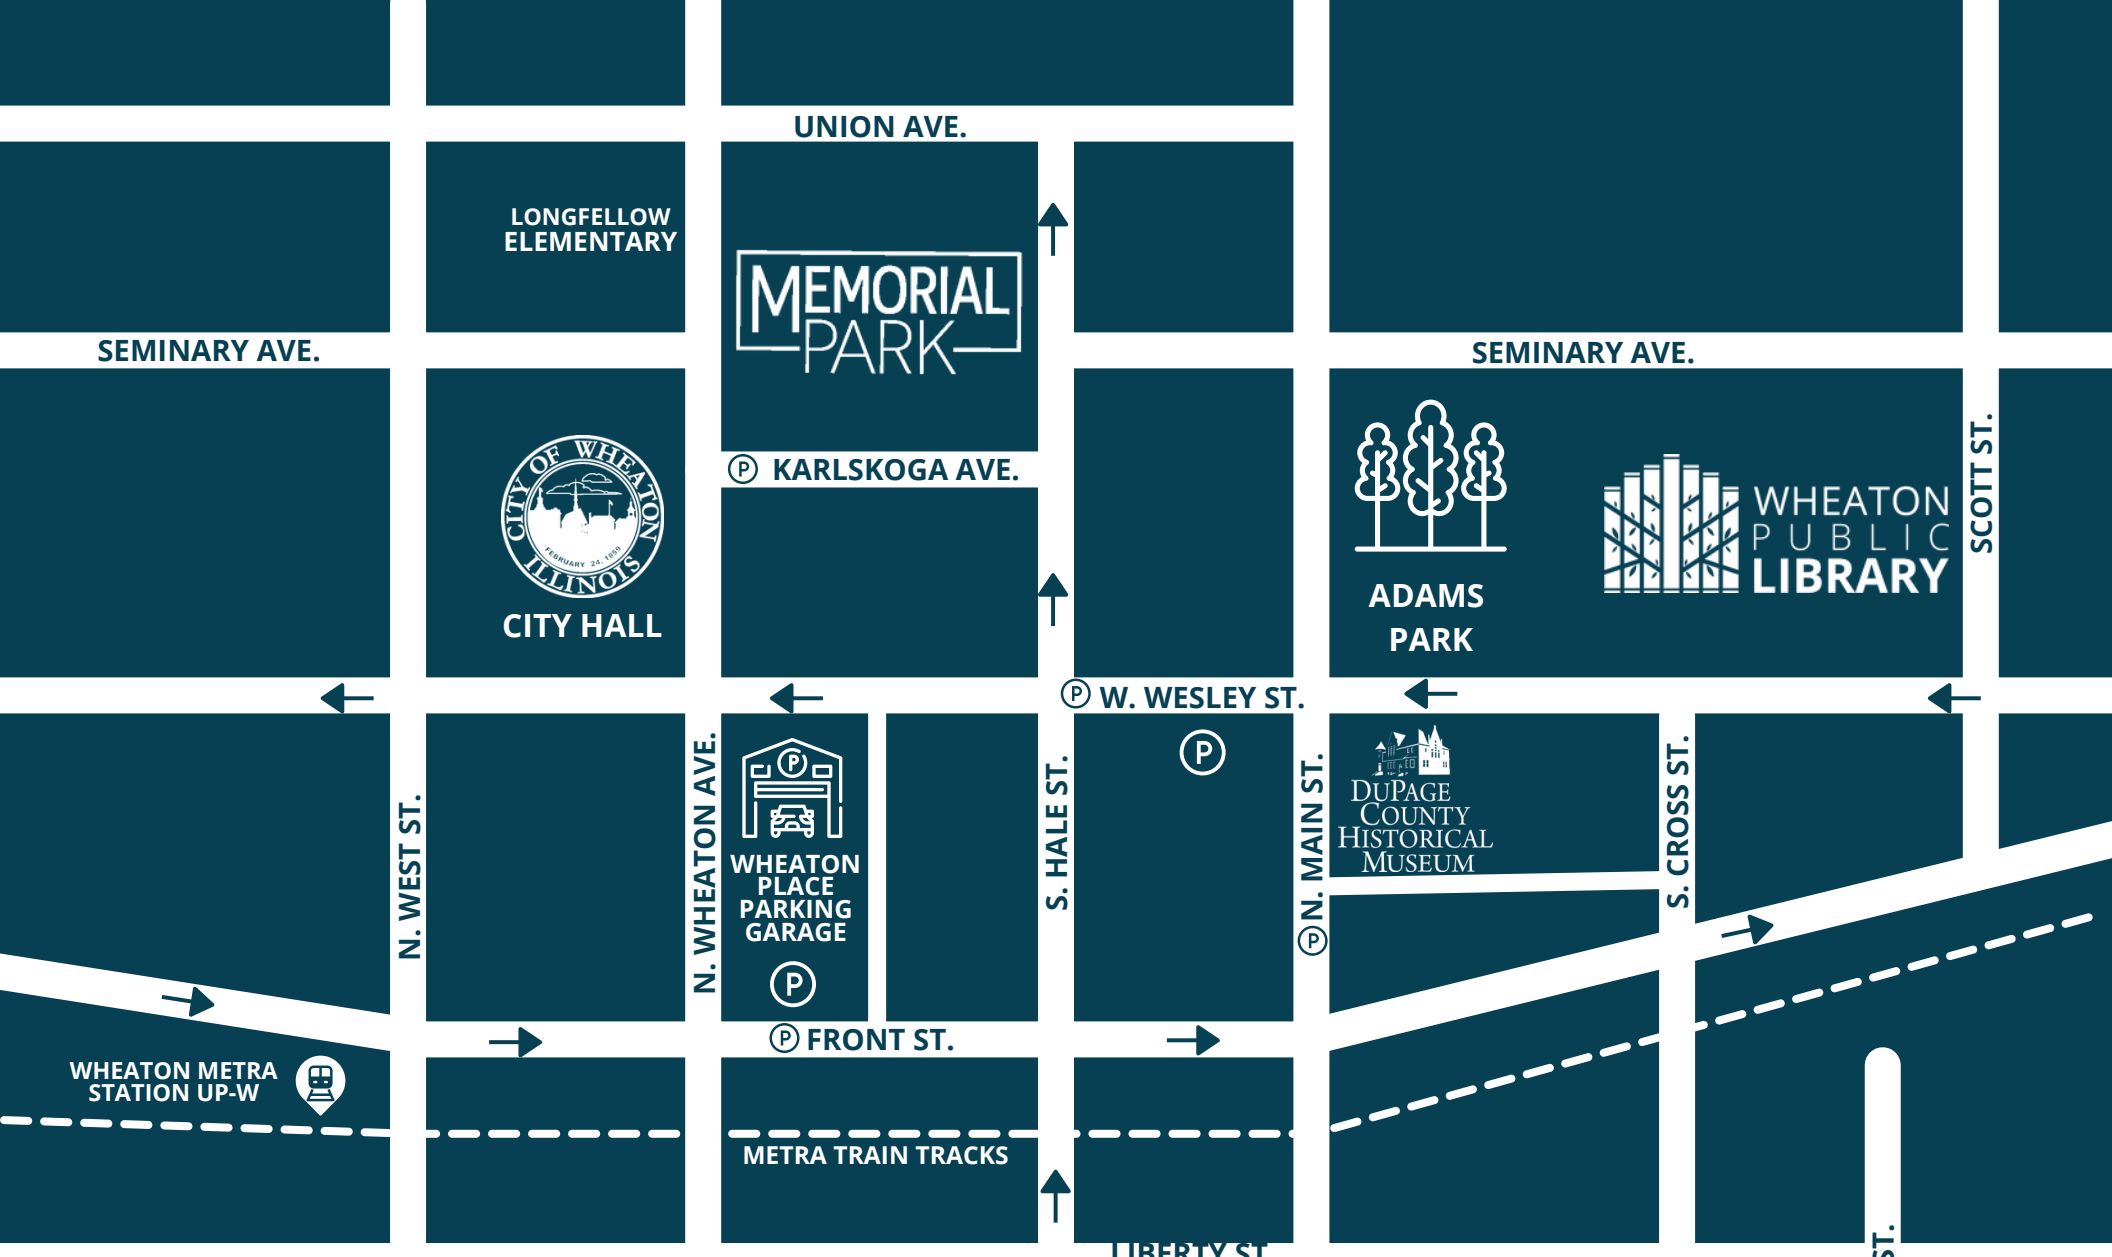 UNION AVE.
LONGFELLOW
ELEMENTARY
MEMORIAL
PARK
SEMINARY AVE.
SEMINARY AVE.
CITY OF WHEATON
FEBRUARY 24, 1859
ILLINOIS
CITY HALL
P KARLSKOGA AVE.
ADAMS
PARK
WHEATON
PUBLIC
LIBRARY
SCOTT ST.
P W. WESLEY ST.
P
N. WEST ST.
N. WHEATON AVE.
P
WHEATON
PLACE
PARKING
GARAGE
P
S. HALE ST.
P N. MAIN ST.
DUPAGE
COUNTY
HISTORICAL
MUSEUM
S. CROSS ST.
P FRONT ST.
WHEATON METRA
STATION UP-W
METRA TRAIN TRACKS
LIBERTY ST
ST.